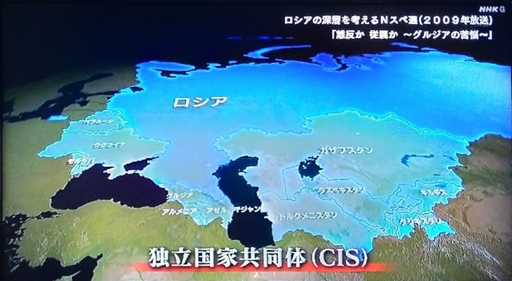 NHK G
ロシアの深層を考えるNスペ選(2009年放送)
「離反か 従属か ～グルジアの苦悩～」
ロシア
ベラルーシ
ウクライナ
モルドバ
カザフスタン
グルジア
アルメニア
アゼルバイジャン
ウズベキスタン
トルクメニスタン
キルギス
タジキスタン
独立国家共同体(CIS)